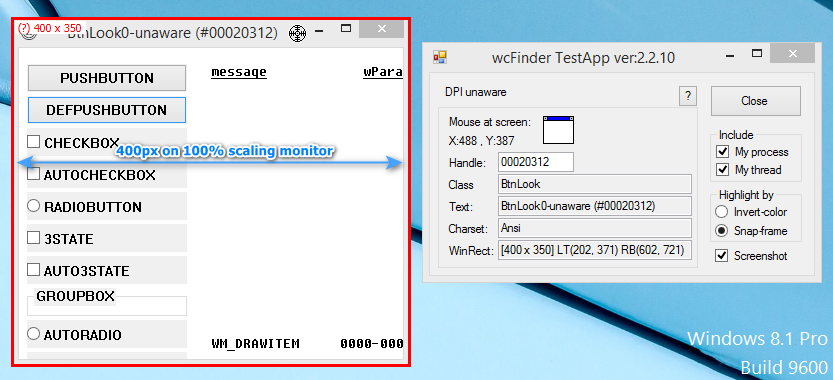 (?) 400 x 350
BtnLook0-unaware (#00020312)
PUSHBUTTON
DEFPUSHBUTTON
CHECKBOX
AUTOCHECKBOX
RADIOBUTTON
3STATE
AUTO3STATE
GROUPBOX
AUTORADIO
message wPara
400px on 100% scaling monitor
WM_DRAWITEM 0000-000
wcFinder TestApp ver:2.2.10
DPI unaware
?
Close
Mouse at screen:
X:488 , Y:387
Handle: 00020312
Class BtnLook
Text: BtnLook0-unaware (#00020312)
Charset: Ansi
WinRect: [400 x 350] LT(202, 371) RB(602, 721)
Include
My process
My thread
Highlight by
Invert-color
Snap-frame
Screenshot
Windows 8.1 Pro
Build 9600